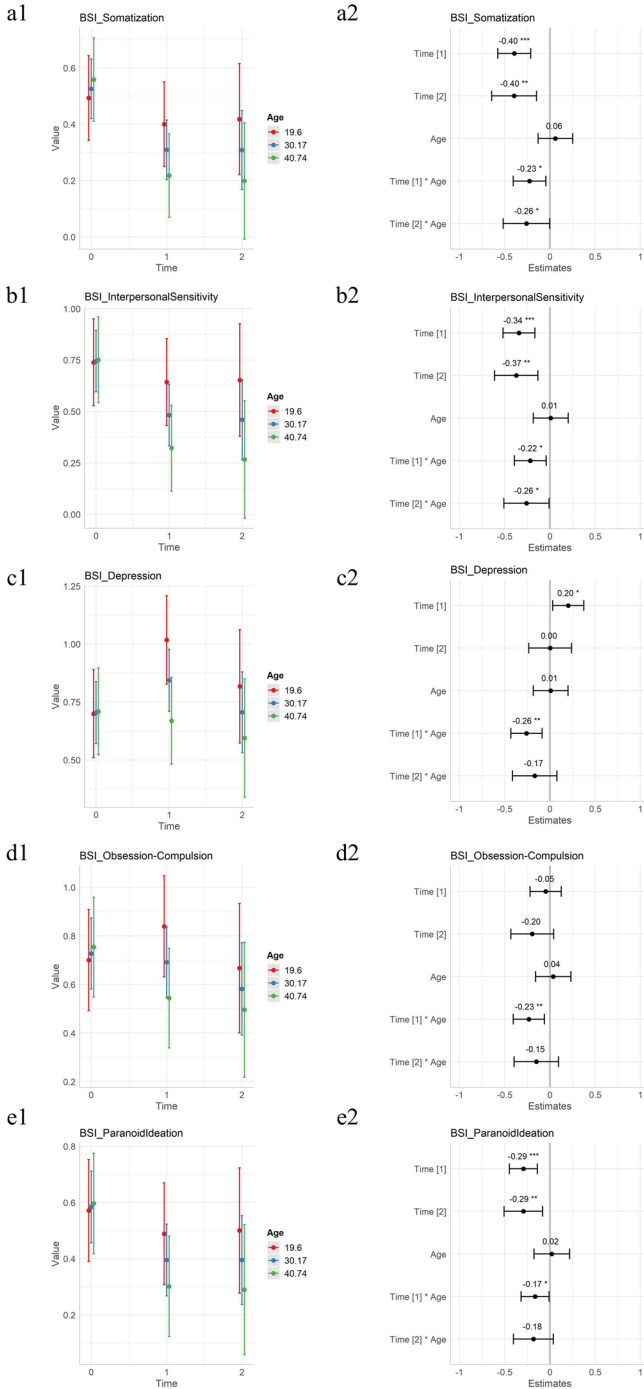 a1
BSI_Somatization
Value
0.6
0.4
0.2
0.0
0
1
2
Time
Age
19.6
30.17
40.74
a2
BSI_Somatization
Time [1]
Time [2]
Age
Time [1] * Age
Time [2] * Age
-0.40 ***
-0.40 **
0.06
-0.23 *
-0.26 *
-1
-0.5
0
0.5
1
Estimates
b1
BSI_InterpersonalSensitivity
Value
1.00
0.75
0.50
0.25
0.00
0
1
2
Time
Age
19.6
30.17
40.74
b2
BSI_InterpersonalSensitivity
Time [1]
Time [2]
Age
Time [1] * Age
Time [2] * Age
-0.34 ***
-0.37 **
0.01
-0.22 *
-0.26 *
-1
-0.5
0
0.5
1
Estimates
c1
BSI_Depression
Value
1.25
1.00
0.75
0.50
0
1
2
Time
Age
19.6
30.17
40.74
c2
BSI_Depression
Time [1]
Time [2]
Age
Time [1] * Age
Time [2] * Age
0.20 *
0.00
0.01
-0.26 **
-0.17
-1
-0.5
0
0.5
1
Estimates
d1
BSI_Obsession-Compulsion
Value
1.0
0.8
0.6
0.4
0.2
0
1
2
Time
Age
19.6
30.17
40.74
d2
BSI_Obsession-Compulsion
Time [1]
Time [2]
Age
Time [1] * Age
Time [2] * Age
-0.05
-0.20
0.04
-0.23 **
-0.15
-1
-0.5
0
0.5
1
Estimates
e1
BSI_ParanoidIdeation
Value
0.8
0.6
0.4
0.2
0
1
2
Time
Age
19.6
30.17
40.74
e2
BSI_ParanoidIdeation
Time [1]
Time [2]
Age
Time [1] * Age
Time [2] * Age
-0.29 ***
-0.29 **
0.02
-0.17 *
-0.18
-1
-0.5
0
0.5
1
Estimates